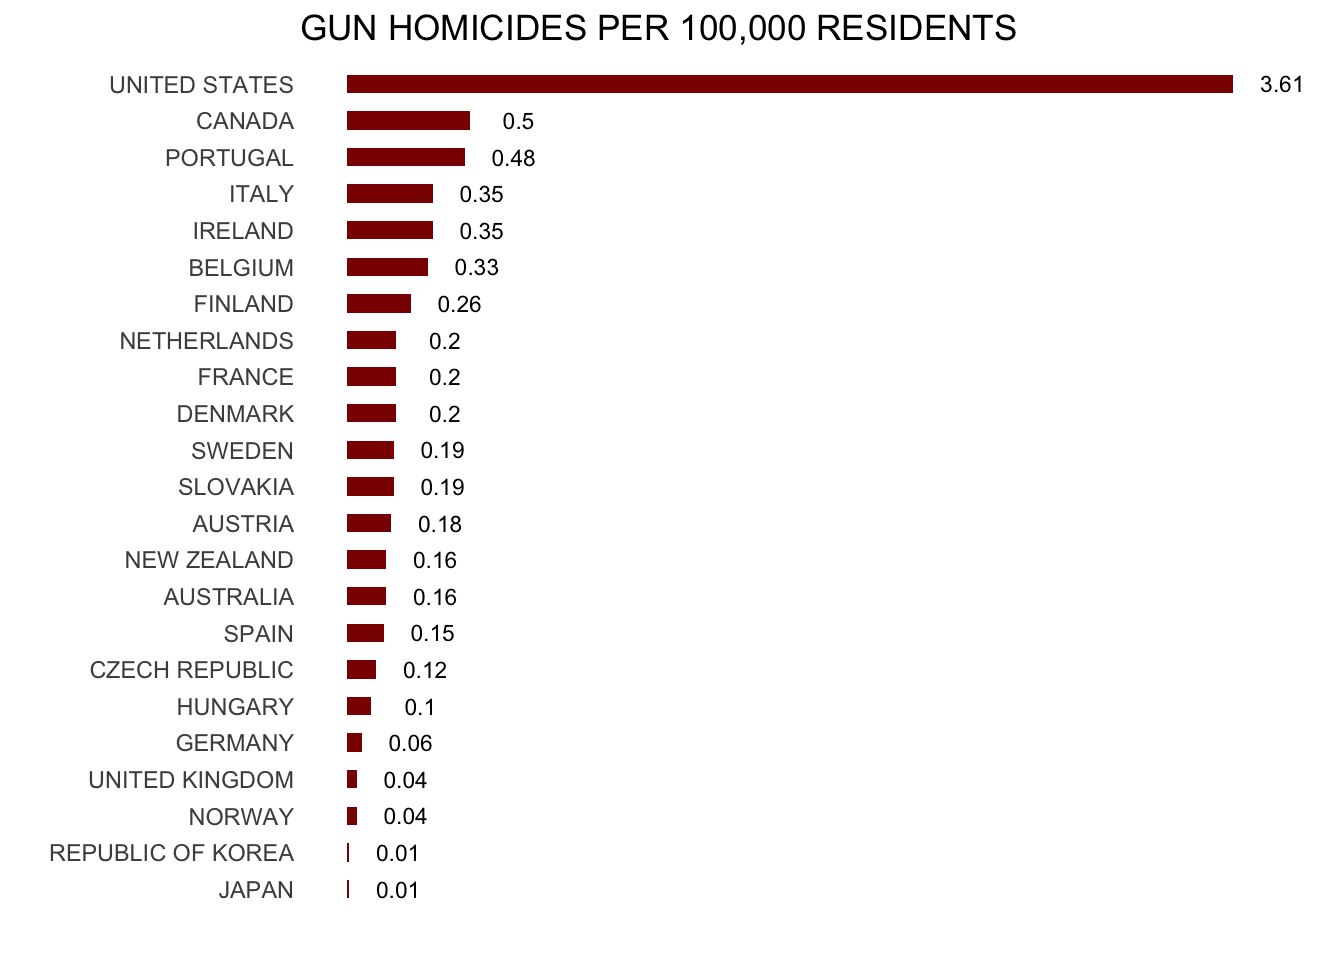 GUN HOMICIDES PER 100,000 RESIDENTS
UNITED STATES 3.61
CANADA 0.5
PORTUGAL 0.48
ITALY 0.35
IRELAND 0.35
BELGIUM 0.33
FINLAND 0.26
NETHERLANDS 0.2
FRANCE 0.2
DENMARK 0.2
SWEDEN 0.19
SLOVAKIA 0.19
AUSTRIA 0.18
NEW ZEALAND 0.16
AUSTRALIA 0.16
SPAIN 0.15
CZECH REPUBLIC 0.12
HUNGARY 0.1
GERMANY 0.06
UNITED KINGDOM 0.04
NORWAY 0.04
REPUBLIC OF KOREA 0.01
JAPAN 0.01